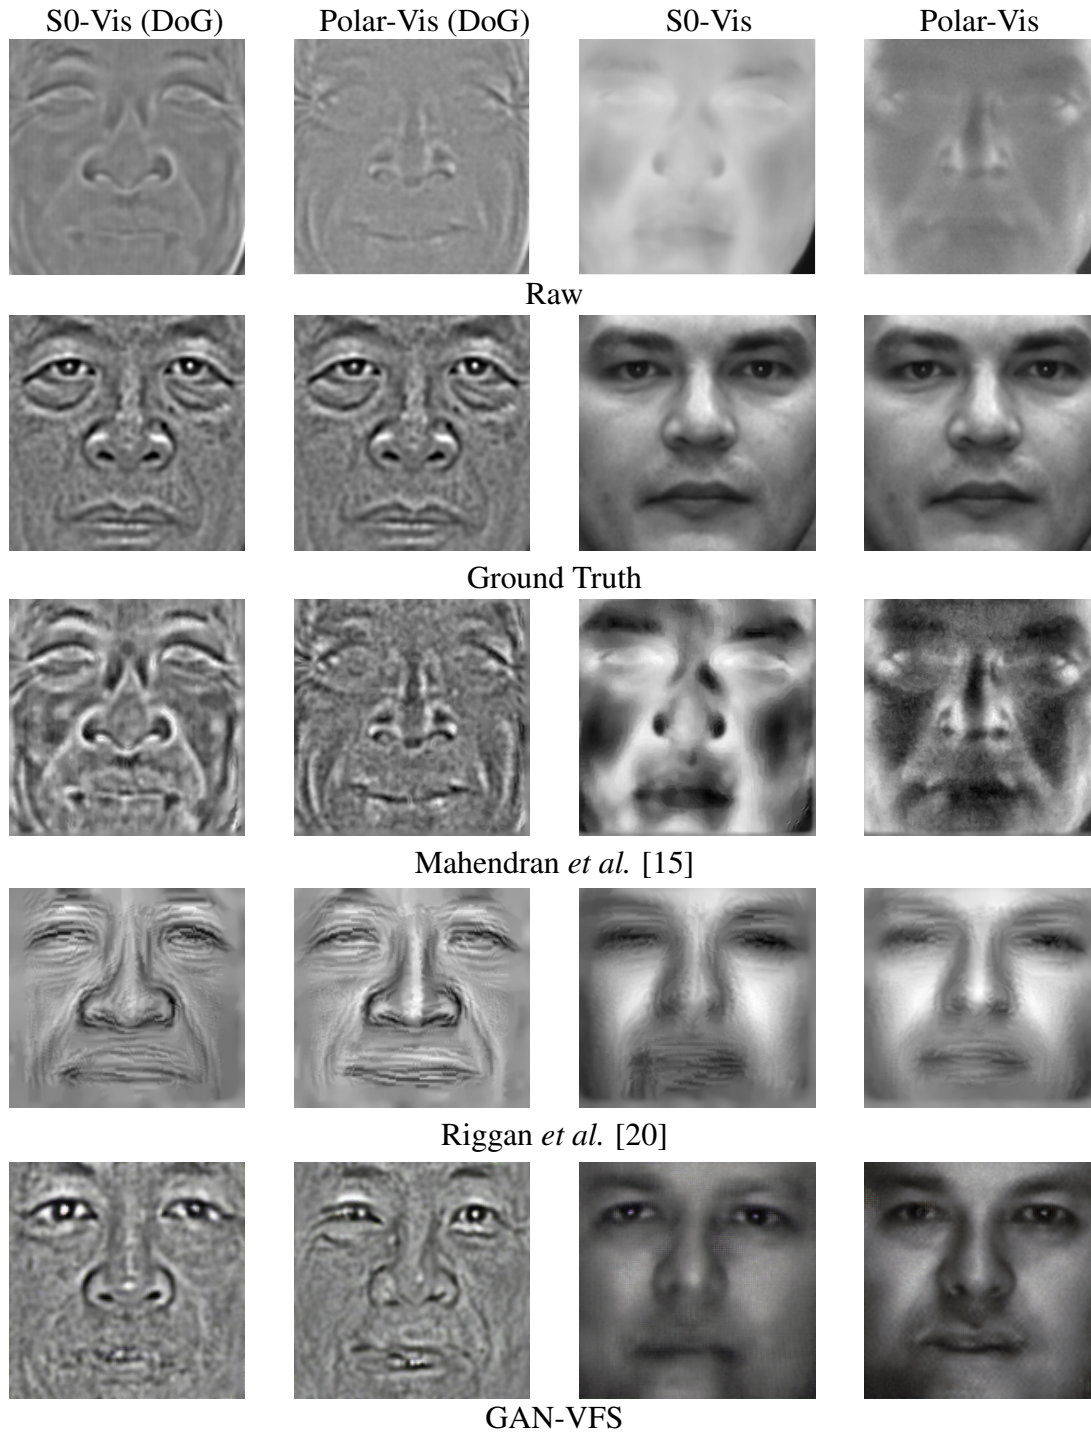 S0-Vis (DoG) Polar-Vis (DoG) S0-Vis Polar-Vis
Raw
Ground Truth
Mahendran et al. [15]
Riggan et al. [20]
GAN-VFS